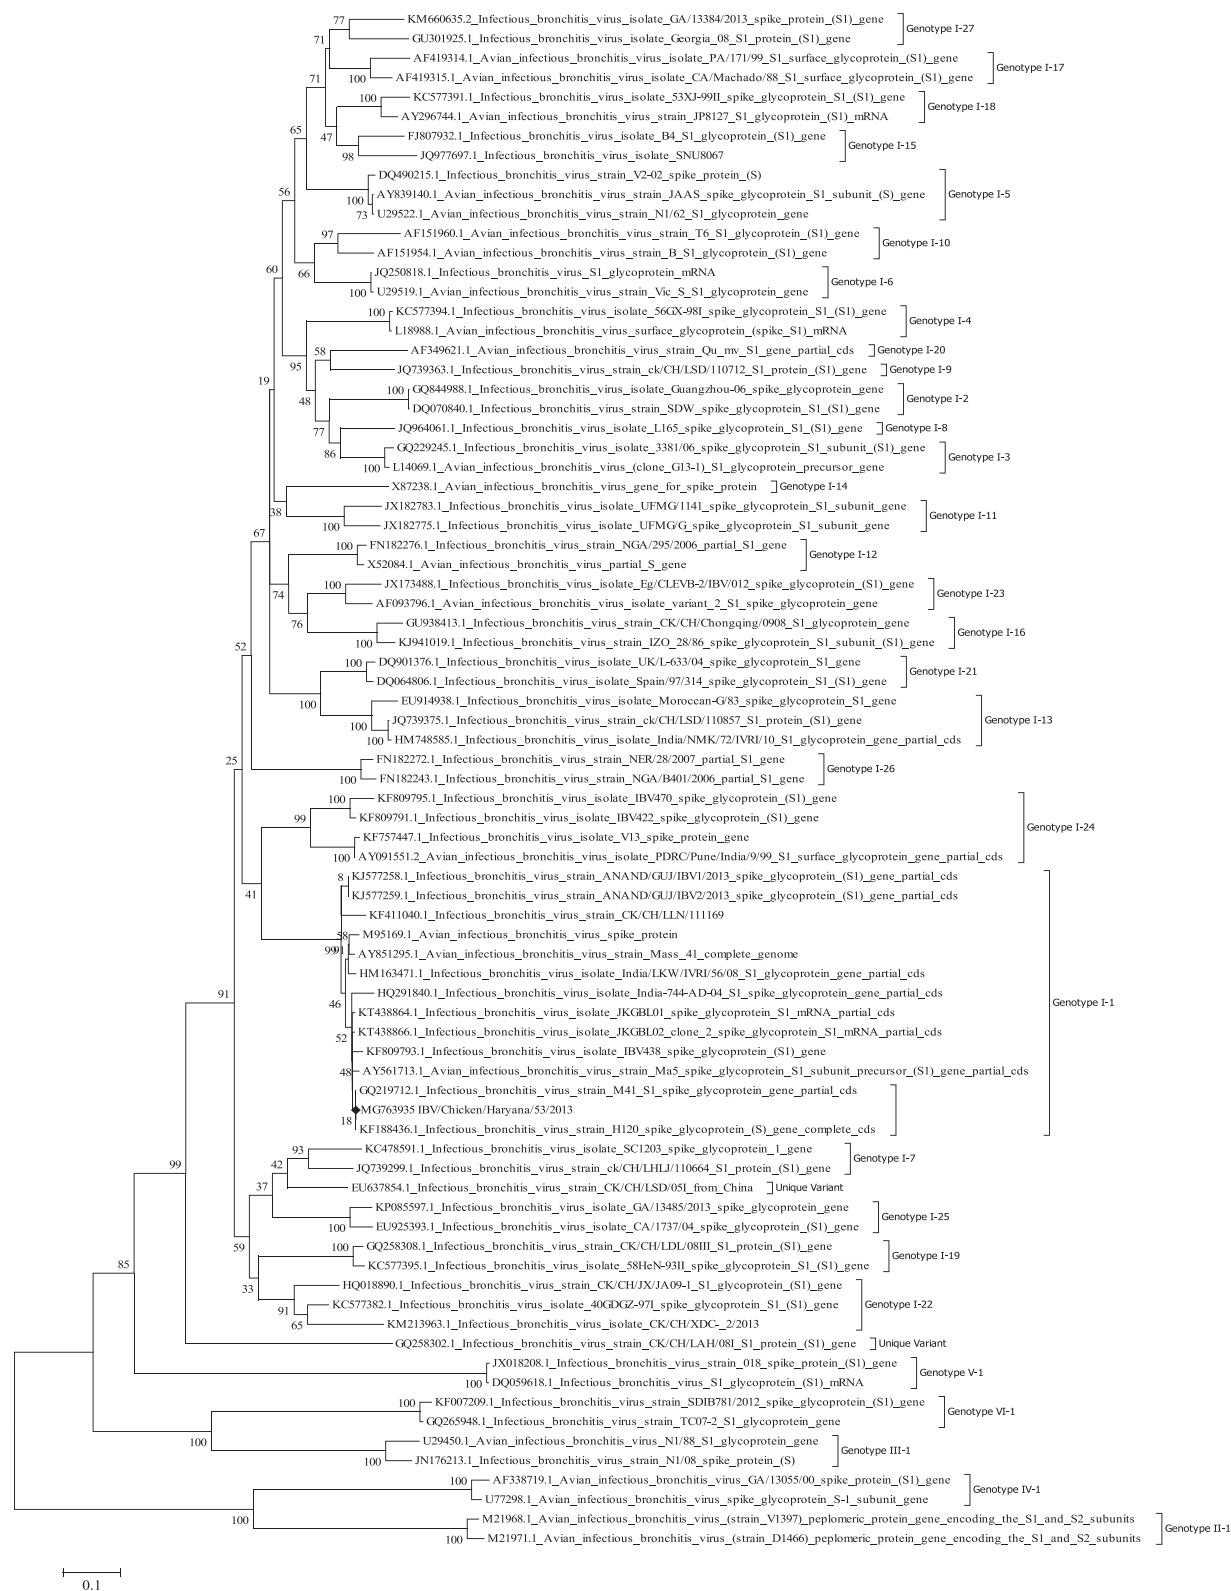 KM660635.2_Infectious_bronchitis_virus_isolate_GA/13384/2013_spike_protein_(S1)_gene
GU301925.1_Infectious_bronchitis_virus_isolate_Georgia_08_S1_protein_(S1)_gene
77
Genotype I-27
71
AF419314.1_Avian_infectious_bronchitis_virus_isolate_PA/171/99_S1_surface_glycoprotein_(S1)_gene
AF419315.1_Avian_infectious_bronchitis_virus_isolate_CA/Machado/88_S1_surface_glycoprotein_(S1)_gene
100
Genotype I-17
71
KC577391.1_Infectious_bronchitis_virus_isolate_53XJ-99II_spike_glycoprotein_S1_(S1)_gene
AY296744.1_Avian_infectious_bronchitis_virus_strain_JP8127_S1_glycoprotein_(S1)_mRNA
100
Genotype I-18
47
FJ807932.1_Infectious_bronchitis_virus_isolate_B4_S1_glycoprotein_(S1)_gene
JQ977697.1_Infectious_bronchitis_virus_isolate_SNU8067
98
Genotype I-15
65
DQ490215.1_Infectious_bronchitis_virus_strain_V2-02_spike_protein_(S)
AY839140.1_Avian_infectious_bronchitis_virus_strain_JAAS_spike_glycoprotein_S1_subunit_(S)_gene
U29522.1_Avian_infectious_bronchitis_virus_strain_N1/62_S1_glycoprotein_gene
100
73
Genotype I-5
56
AF151960.1_Avian_infectious_bronchitis_virus_strain_T6_S1_glycoprotein_(S1)_gene
AF151954.1_Avian_infectious_bronchitis_virus_strain_B_S1_glycoprotein_(S1)_gene
97
Genotype I-10
66
JQ250818.1_Infectious_bronchitis_virus_S1_glycoprotein_mRNA
U29519.1_Avian_infectious_bronchitis_virus_strain_Vic_S_S1_glycoprotein_gene
100
Genotype I-6
60
KC577394.1_Infectious_bronchitis_virus_isolate_56GX-98I_spike_glycoprotein_S1_(S1)_gene
L18988.1_Avian_infectious_bronchitis_virus_surface_glycoprotein_(spike_S1)_mRNA
100
Genotype I-4
95
AF349621.1_Avian_infectious_bronchitis_virus_strain_Qu_mv_S1_gene_partial_cds
Genotype I-20
58
JQ739363.1_Infectious_bronchitis_virus_strain_ck/CH/LSD/110712_S1_protein_(S1)_gene
Genotype I-9
48
GQ844988.1_Infectious_bronchitis_virus_isolate_Guangzhou-06_spike_glycoprotein_gene
DQ070840.1_Infectious_bronchitis_virus_strain_SDW_spike_glycoprotein_S1_(S1)_gene
100
Genotype I-2
77
JQ964061.1_Infectious_bronchitis_virus_isolate_L165_spike_glycoprotein_S1_(S1)_gene
Genotype I-8
86
GQ229245.1_Infectious_bronchitis_virus_isolate_3381/06_spike_glycoprotein_S1_subunit_(S1)_gene
L14069.1_Avian_infectious_bronchitis_virus_(clone_G13-1)_S1_glycoprotein_precursor_gene
100
Genotype I-3
19
X87238.1_Avian_infectious_bronchitis_virus_gene_for_spike_protein
Genotype I-14
38
JX182783.1_Infectious_bronchitis_virus_isolate_UFMG/1141_spike_glycoprotein_S1_subunit_gene
JX182775.1_Infectious_bronchitis_virus_isolate_UFMG/G_spike_glycoprotein_S1_subunit_gene
100
Genotype I-11
67
FN182276.1_Infectious_bronchitis_virus_strain_NGA/295/2006_partial_S1_gene
X52084.1_Avian_infectious_bronchitis_virus_partial_S_gene
100
Genotype I-12
74
JX173488.1_Infectious_bronchitis_virus_isolate_Eg/CLEVB-2/IBV/012_spike_glycoprotein_(S1)_gene
AF093796.1_Avian_infectious_bronchitis_virus_isolate_variant_2_S1_spike_glycoprotein_gene
100
Genotype I-23
76
GU938413.1_Infectious_bronchitis_virus_strain_CK/CH/Chongqing/0908_S1_glycoprotein_gene
KJ941019.1_Infectious_bronchitis_virus_strain_IZO_28/86_spike_glycoprotein_S1_subunit_(S1)_gene
100
Genotype I-16
52
DQ901376.1_Infectious_bronchitis_virus_isolate_UK/L-633/04_spike_glycoprotein_S1_gene
DQ064806.1_Infectious_bronchitis_virus_isolate_Spain/97/314_spike_glycoprotein_S1_(S1)_gene
100
Genotype I-21
100
EU914938.1_Infectious_bronchitis_virus_isolate_Moroccan-G/83_spike_glycoprotein_S1_gene
JQ739375.1_Infectious_bronchitis_virus_strain_ck/CH/LSD/110857_S1_protein_(S1)_gene
HM748585.1_Infectious_bronchitis_virus_isolate_India/NMK/72/IVRI/10_S1_glycoprotein_gene_partial_cds
100
100
Genotype I-13
25
FN182272.1_Infectious_bronchitis_virus_strain_NER/28/2007_partial_S1_gene
FN182243.1_Infectious_bronchitis_virus_strain_NGA/B401/2006_partial_S1_gene
100
Genotype I-26
KF809795.1_Infectious_bronchitis_virus_isolate_IBV470_spike_glycoprotein_(S1)_gene
KF809791.1_Infectious_bronchitis_virus_isolate_IBV422_spike_glycoprotein_(S1)_gene
100
99
KF757447.1_Infectious_bronchitis_virus_isolate_V13_spike_protein_gene
AY091551.2_Avian_infectious_bronchitis_virus_isolate_PDRC/Pune/India/9/99_S1_surface_glycoprotein_gene_partial_cds
100
Genotype I-24
41
KJ577258.1_Infectious_bronchitis_virus_strain_ANAND/GUJ/IBV1/2013_spike_glycoprotein_(S1)_gene_partial_cds
KJ577259.1_Infectious_bronchitis_virus_strain_ANAND/GUJ/IBV2/2013_spike_glycoprotein_(S1)_gene_partial_cds
8
KF411040.1_Infectious_bronchitis_virus_strain_CK/CH/LLN/111169
M95169.1_Avian_infectious_bronchitis_virus_spike_protein
58
AY851295.1_Avian_infectious_bronchitis_virus_strain_Mass_41_complete_genome
99
91
HM163471.1_Infectious_bronchitis_virus_isolate_India/LKW/IVRI/56/08_S1_glycoprotein_gene_partial_cds
HQ291840.1_Infectious_bronchitis_virus_isolate_India-744-AD-04_S1_spike_glycoprotein_gene_partial_cds
46
KT438864.1_Infectious_bronchitis_virus_isolate_JKGBL01_spike_glycoprotein_S1_mRNA_partial_cds
KT438866.1_Infectious_bronchitis_virus_isolate_JKGBL02_clone_2_spike_glycoprotein_S1_mRNA_partial_cds
52
KF809793.1_Infectious_bronchitis_virus_isolate_IBV438_spike_glycoprotein_(S1)_gene
AY561713.1_Avian_infectious_bronchitis_virus_strain_Ma5_spike_glycoprotein_S1_subunit_precursor_(S1)_gene_partial_cds
48
GQ219712.1_Infectious_bronchitis_virus_strain_M41_S1_spike_glycoprotein_gene_partial_cds
MG763935 IBV/Chicken/Haryana/53/2013
KF188436.1_Infectious_bronchitis_virus_strain_H120_spike_glycoprotein_(S)_gene_complete_cds
18
Genotype I-1
91
KC478591.1_Infectious_bronchitis_virus_isolate_SC1203_spike_glycoprotein_1_gene
JQ739299.1_Infectious_bronchitis_virus_strain_ck/CH/LHLJ/110664_S1_protein_(S1)_gene
93
Genotype I-7
42
EU637854.1_Infectious_bronchitis_virus_strain_CK/CH/LSD/05I_from_China
Unique Variant
37
KP085597.1_Infectious_bronchitis_virus_isolate_GA/13485/2013_spike_glycoprotein_gene
EU925393.1_Infectious_bronchitis_virus_isolate_CA/1737/04_spike_glycoprotein_(S1)_gene
100
Genotype I-25
59
GQ258308.1_Infectious_bronchitis_virus_strain_CK/CH/LDL/08III_S1_protein_(S1)_gene
KC577395.1_Infectious_bronchitis_virus_isolate_58HeN-93II_spike_glycoprotein_S1_(S1)_gene
100
Genotype I-19
33
HQ018890.1_Infectious_bronchitis_virus_strain_CK/CH/JX/JA09-1_S1_glycoprotein_(S1)_gene
KC577382.1_Infectious_bronchitis_virus_isolate_40GDGZ-97I_spike_glycoprotein_S1_(S1)_gene
KM213963.1_Infectious_bronchitis_virus_isolate_CK/CH/XDC-_2/2013
91
65
Genotype I-22
99
GQ258302.1_Infectious_bronchitis_virus_strain_CK/CH/LAH/08I_S1_protein_(S1)_gene
Unique Variant
85
JX018208.1_Infectious_bronchitis_virus_strain_018_spike_protein_(S1)_gene
DQ059618.1_Infectious_bronchitis_virus_S1_glycoprotein_(S1)_mRNA
100
Genotype V-1
KF007209.1_Infectious_bronchitis_virus_strain_SDIB781/2012_spike_glycoprotein_(S1)_gene
GQ265948.1_Infectious_bronchitis_virus_strain_TC07-2_S1_glycoprotein_gene
100
Genotype VI-1
100
U29450.1_Avian_infectious_bronchitis_virus_N1/88_S1_glycoprotein_gene
JN176213.1_Infectious_bronchitis_virus_strain_N1/08_spike_protein_(S)
100
Genotype III-1
AF338719.1_Avian_infectious_bronchitis_virus_GA/13055/00_spike_protein_(S1)_gene
U77298.1_Avian_infectious_bronchitis_virus_spike_glycoprotein_S-1_subunit_gene
100
Genotype IV-1
100
M21968.1_Avian_infectious_bronchitis_virus_(strain_V1397)_peplomeric_protein_gene_encoding_the_S1_and_S2_subunits
M21971.1_Avian_infectious_bronchitis_virus_(strain_D1466)_peplomeric_protein_gene_encoding_the_S1_and_S2_subunits
100
Genotype II-1
0.1